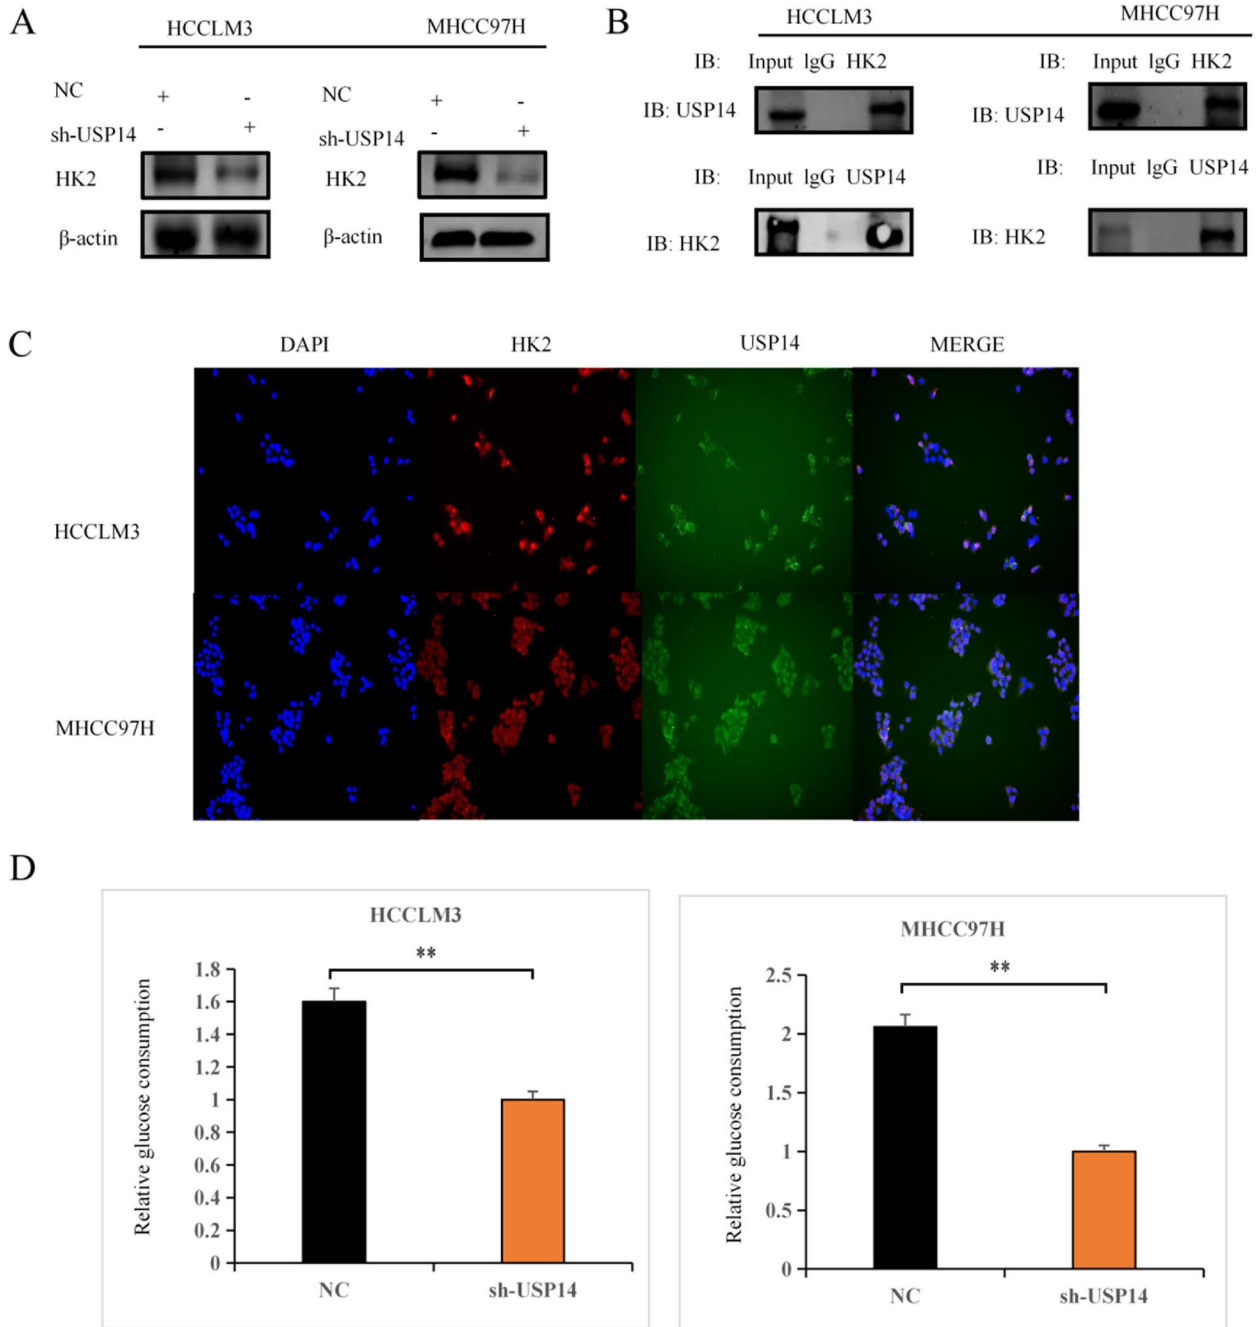 A
HCCLM3 MHCC97H
NC + - NC + -
sh-USP14 - + sh-USP14 - +
HK2 HK2
β-actin β-actin
B
HCCLM3 MHCC97H
IB: Input lgG HK2 IB: Input lgG HK2
IB: USP14 IB: USP14
IB: Input lgG USP14 IB: Input lgG USP14
IB: HK2 IB: HK2
C
DAPI HK2 USP14 MERGE
HCCLM3
MHCC97H
D
HCCLM3
**
Relative glucose consumption
1.8
1.6
1.4
1.2
1
0.8
0.6
0.4
0.2
0
NC sh-USP14
MHCC97H
**
Relative glucose consumption
2.5
2
1.5
1
0.5
0
NC sh-USP14